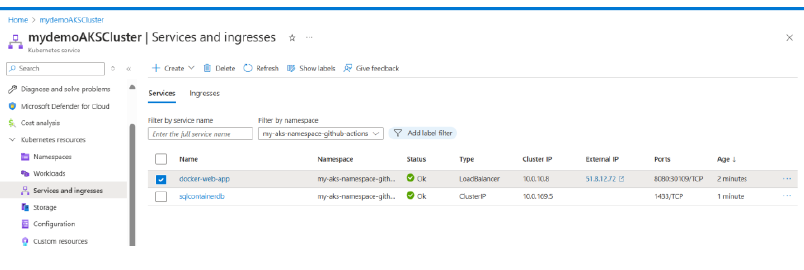 Home > mydemoAKSCluster
mydemoAKSCluster | Services and ingresses
Kubernetes service
Search
Create Delete Refresh Show labels Give feedback
Diagnose and solve problems
Microsoft Defender for Cloud
Cost analysis
Kubernetes resources
Namespaces
Workloads
Services and ingresses
Storage
Configuration
Custom resources
Services Ingresses
Filter by service name Filter by namespace
Enter the full service name my-aks-namespace-github-actions Add label filter
Name Namespace Status Type Cluster IP External IP Ports Age ↓
docker-web-app my-aks-namespace-gith... Ok LoadBalancer 10.0.10.8 51.8.12.72 8080:30109/TCP 2 minutes
sqlcontainerdb my-aks-namespace-gith... Ok ClusterIP 10.0.169.5 1433/TCP 1 minute